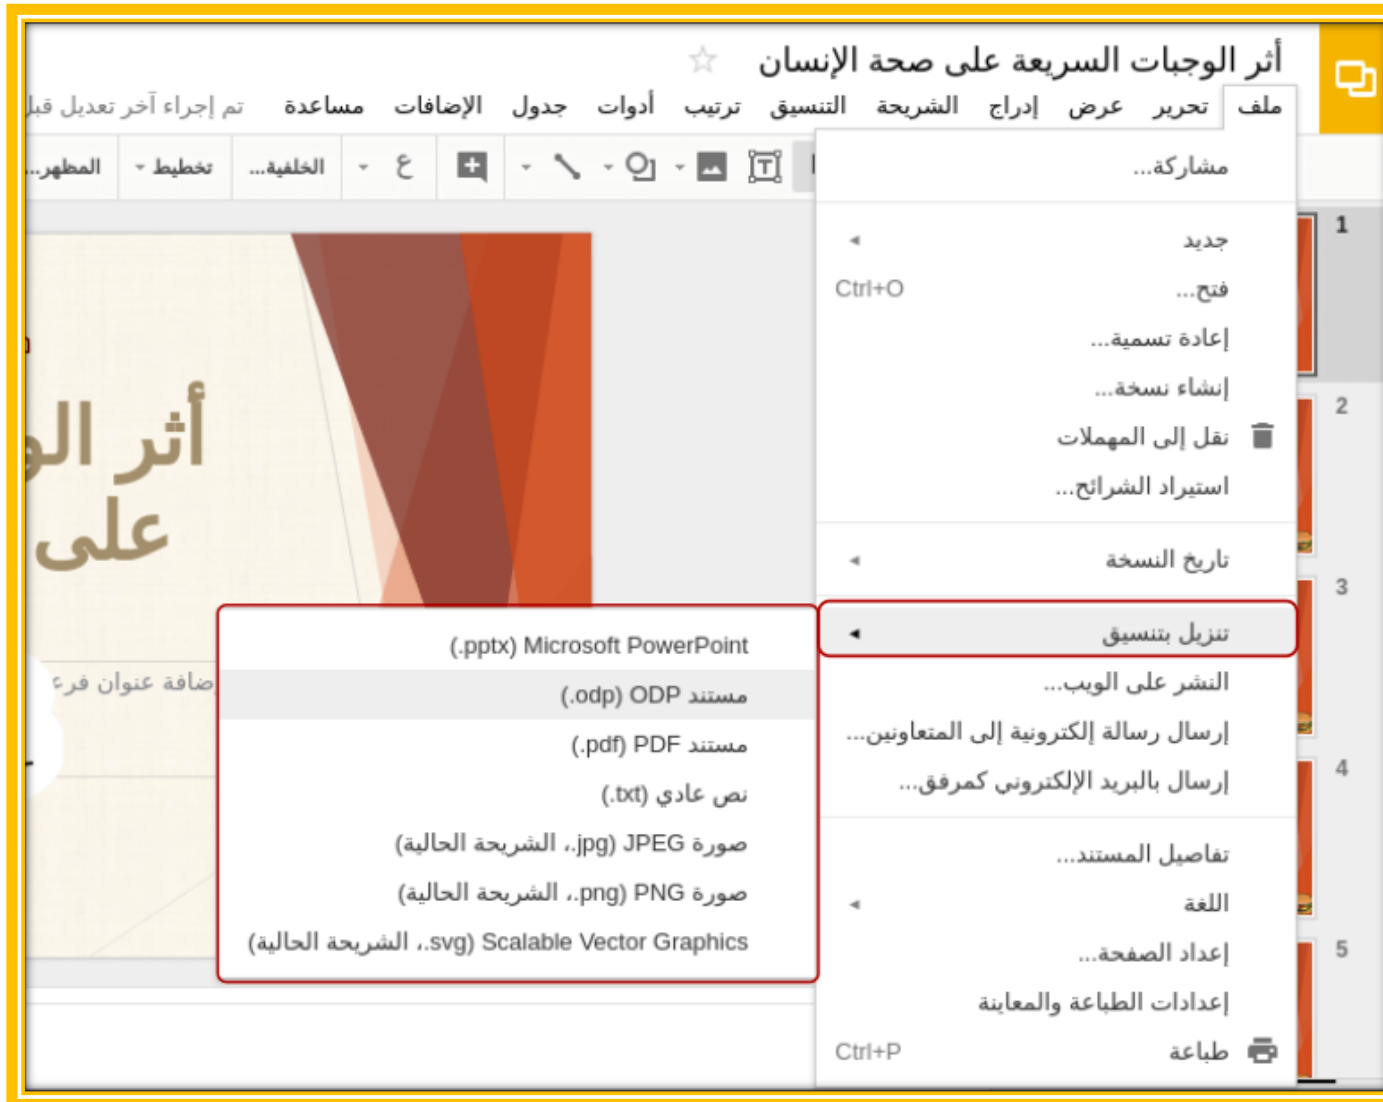 أثر الوجبات السريعة على صحة الإنسان
ملف تحرير عرض إدراج الشريحة التنسيق ترتيب أدوات جدول الإضافات مساعدة تم إجراء آخر تعديل
الخلفية... تخطيط المظهر...
مشاركة...
جديد
فتح... Ctrl+O
إعادة تسمية...
إنشاء نسخة...
نقل إلى المهملات
استيراد الشرائح...
تاريخ النسخة
تنزيل بتنسيق
النشر على الويب...
إرسال رسالة إلكترونية إلى المتعاونين...
إرسال بالبريد الإلكتروني كمرفق...
تفاصيل المستند...
اللغة
إعداد الصفحة...
إعدادات الطباعة والمعاينة
طباعة Ctrl+P
Microsoft PowerPoint (.pptx)
مستند ODP (.odp)
مستند PDF (.pdf)
نص عادي (.txt)
صورة JPEG (.jpg، الشريحة الحالية)
صورة PNG (.png، الشريحة الحالية)
Scalable Vector Graphics (.svg، الشريحة الحالية)
1
2
3
4
5
أثر
على
عنوان